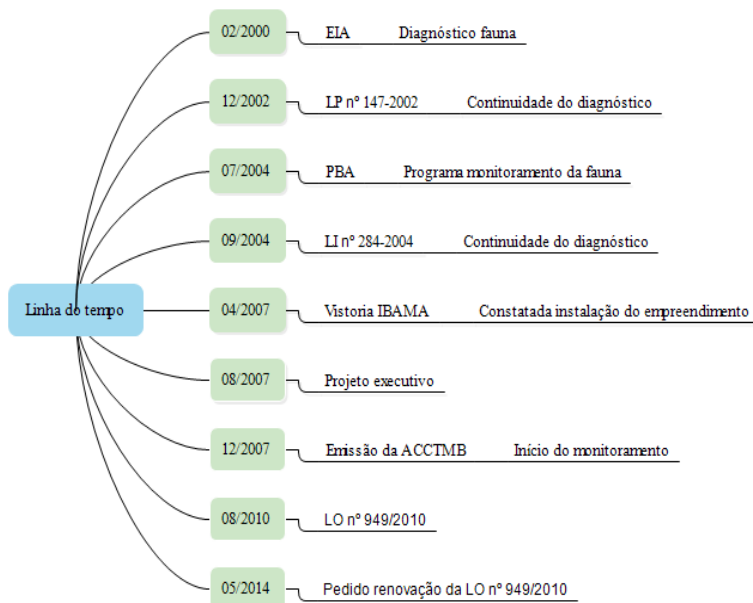 02/2000 EIA Diagnóstico fauna
12/2002 LP nº 147-2002 Continuidade do diagnóstico
07/2004 PBA Programa monitoramento da fauna
09/2004 LI nº 284-2004 Continuidade do diagnóstico
Linha do tempo 04/2007 Vistoria IBAMA Constatada instalação do empreendimento
08/2007 Projeto executivo
12/2007 Emissão da ACCTMB Início do monitoramento
08/2010 LO nº 949/2010
05/2014 Pedido renovação da LO nº 949/2010